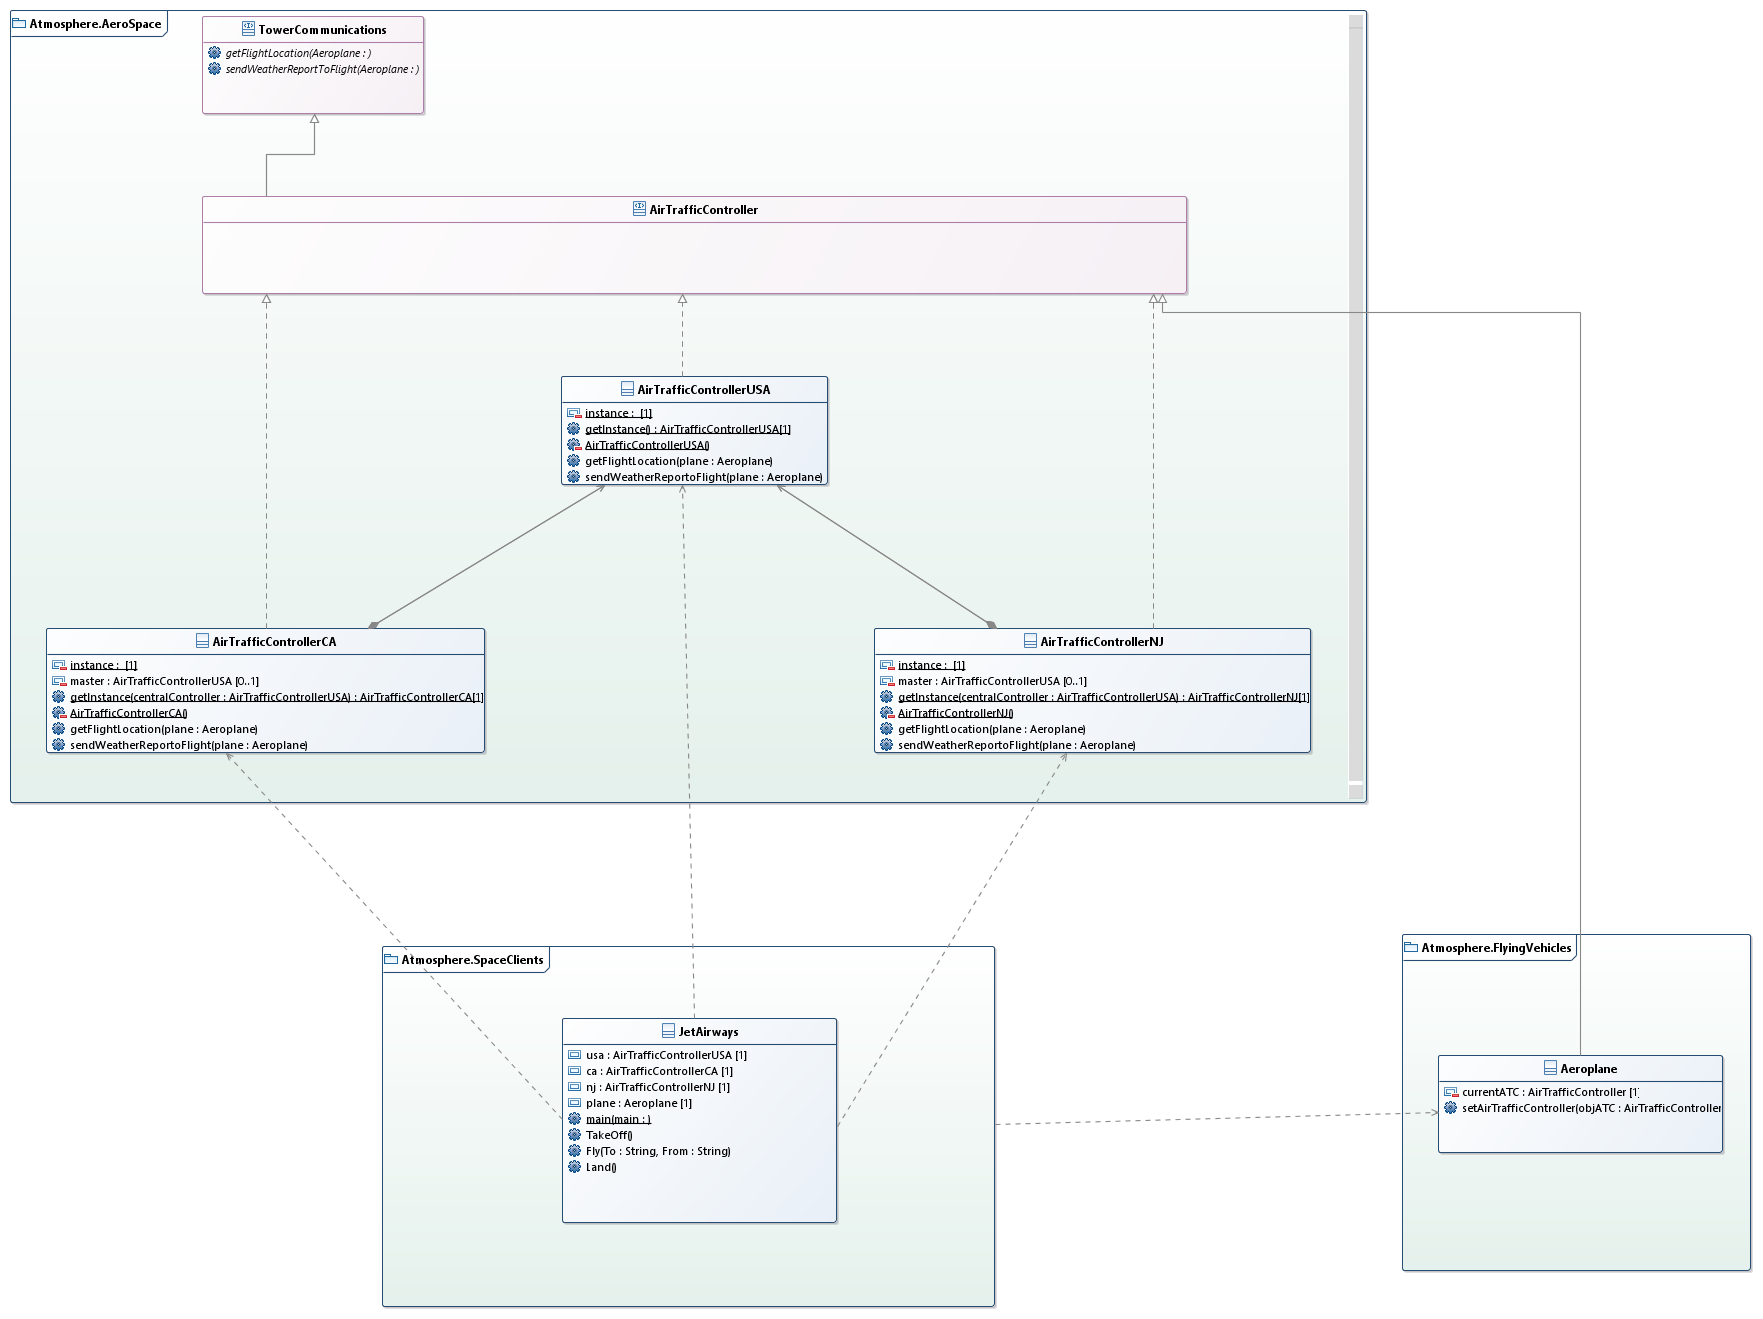 Atmosphere.AeroSpace
TowerCommunications
getFlightLocation(Aeroplane : )
sendWeatherReportToFlight(Aeroplane : )
AirTrafficController
AirTrafficControllerUSA
instance :  [1]
getInstance() : AirTrafficControllerUSA[1]
AirTrafficControllerUSA()
getFlightLocation(plane : Aeroplane)
sendWeatherReportoFlight(plane : Aeroplane)
AirTrafficControllerCA
instance :  [1]
master : AirTrafficControllerUSA [0..1]
getInstance(centralController : AirTrafficControllerUSA) : AirTrafficControllerCA[1]
AirTrafficControllerCA()
getFlightLocation(plane : Aeroplane)
sendWeatherReportoFlight(plane : Aeroplane)
AirTrafficControllerNJ
instance :  [1]
master : AirTrafficControllerUSA [0..1]
getInstance(centralController : AirTrafficControllerUSA) : AirTrafficControllerNJ[1]
AirTrafficControllerNJ()
getFlightLocation(plane : Aeroplane)
sendWeatherReportoFlight(plane : Aeroplane)
Atmosphere.SpaceClients
JetAirways
usa : AirTrafficControllerUSA [1]
ca : AirTrafficControllerCA [1]
nj : AirTrafficControllerNJ [1]
plane : Aeroplane [1]
main(main : )
TakeOff()
Fly(To : String, From : String)
Land()
Atmosphere.FlyingVehicles
Aeroplane
currentATC : AirTrafficController [1]
setAirTrafficController(objATC : AirTrafficController